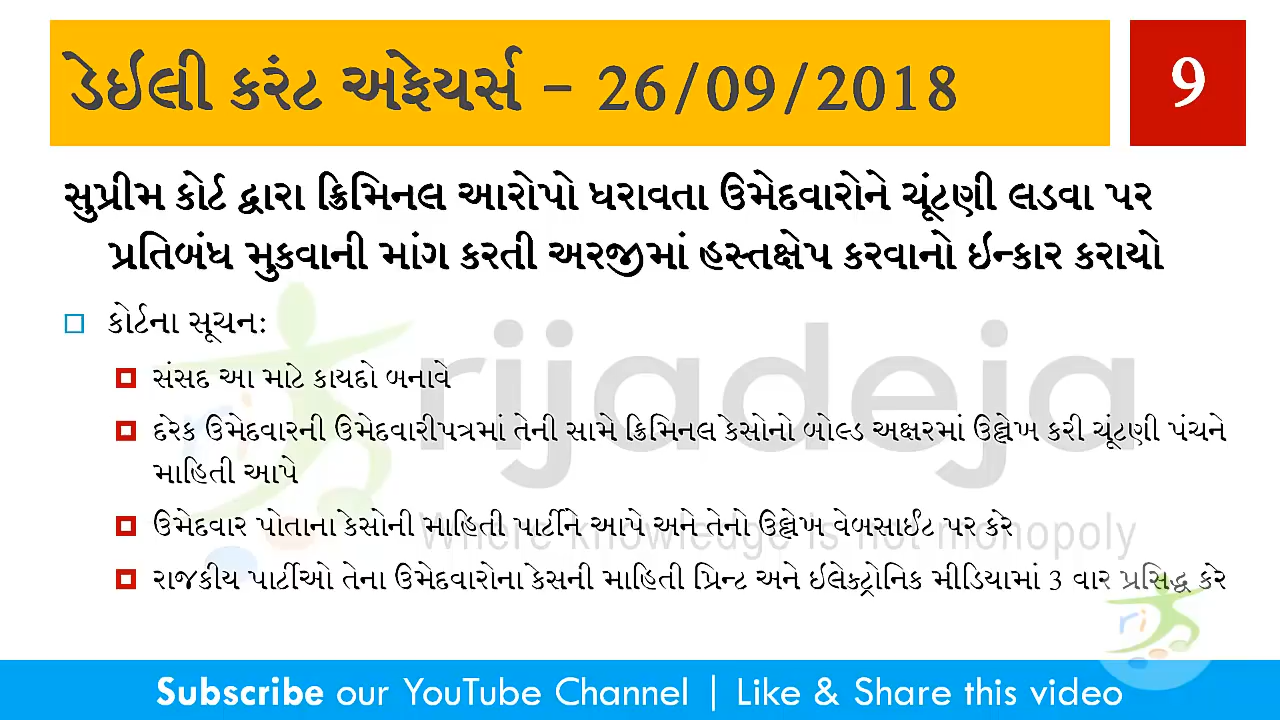 ડેઈલી કરંટ અફેયર્સ – 26/09/2018
9
સુપ્રીમ કોર્ટ દ્વારા ક્રિમિનલ આરોપો ધરાવતા ઉમેદવારોને ચૂંટણી લડવા પર
પ્રતિબંધ મુકવાની માંગ કરતી અરજીમાં હસ્તક્ષેપ કરવાનો ઇન્કાર કરાયો
કોર્ટના સૂચન:
સંસદ આ માટે કાયદો બનાવે
દરેક ઉમેદવારની ઉમેદવારીપત્રમાં તેની સામે ક્રિમિનલ કેસોનો બોલ્ડ અક્ષરમાં ઉલ્લેખ કરી ચૂંટણી પંચને
માહિતી આપે
ઉમેદવાર પોતાના કેસોની માહિતી પાર્ટીને આપે અને તેનો ઉલ્લેખ વેબસાઈટ પર કરે
રાજકીય પાર્ટીઓ તેના ઉમેદવારોના કેસની માહિતી પ્રિન્ટ અને ઇલેક્ટ્રોનિક મીડિયામાં 3 વાર પ્રસિદ્ધ કરે
rijadeja
Where knowledge is not monopoly
ri
Subscribe our YouTube Channel | Like & Share this video